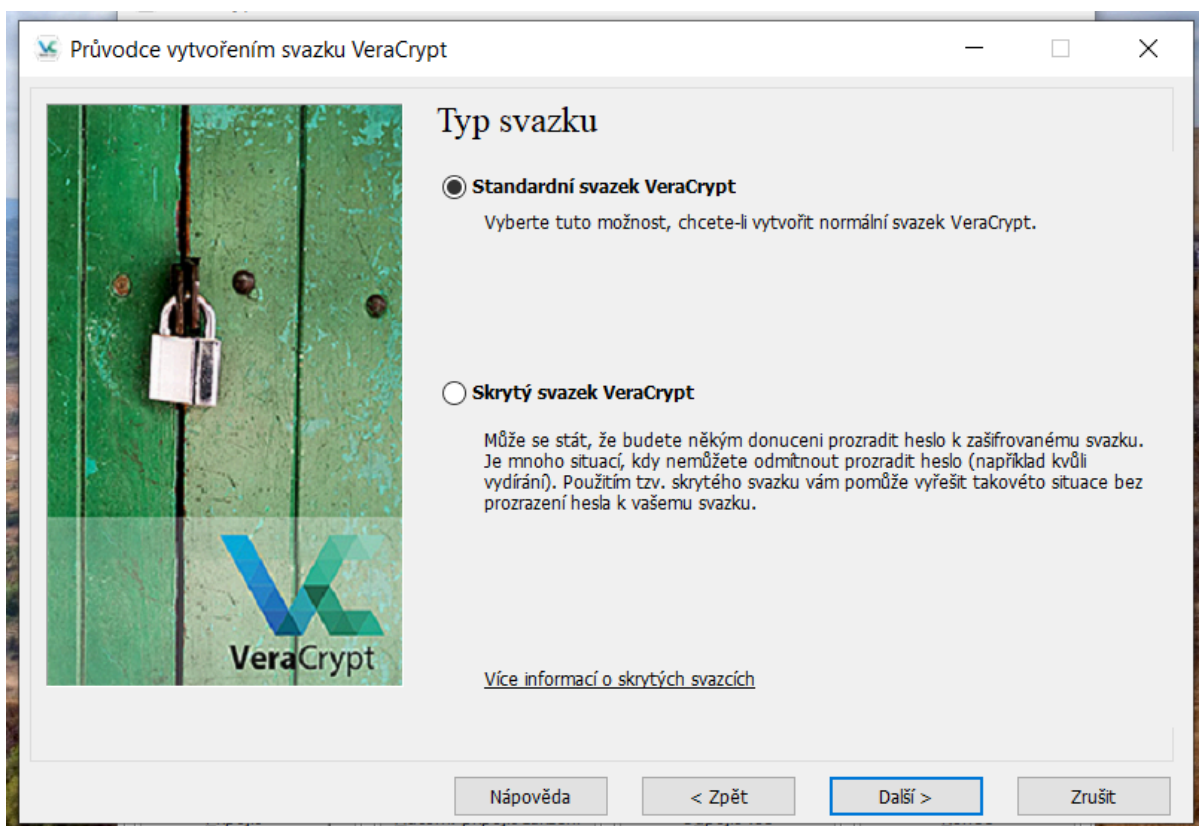 Průvodce vytvořením svazku VeraCrypt
Typ svazku
Standardní svazek VeraCrypt
Vyberte tuto možnost, chcete-li vytvořit normální svazek VeraCrypt.
Skrytý svazek VeraCrypt
Může se stát, že budete někým donuceni prozradit heslo k zašifrovanému svazku.
Je mnoho situací, kdy nemůžete odmítnout prozradit heslo (například kvůli
vydírání). Použitím tzv. skrytého svazku vám pomůže vyřešit takovéto situace bez
prozrazení hesla k vašemu svazku.
VeraCrypt
Více informací o skrytých svazcích
Nápověda
< Zpět
Další >
Zrušit